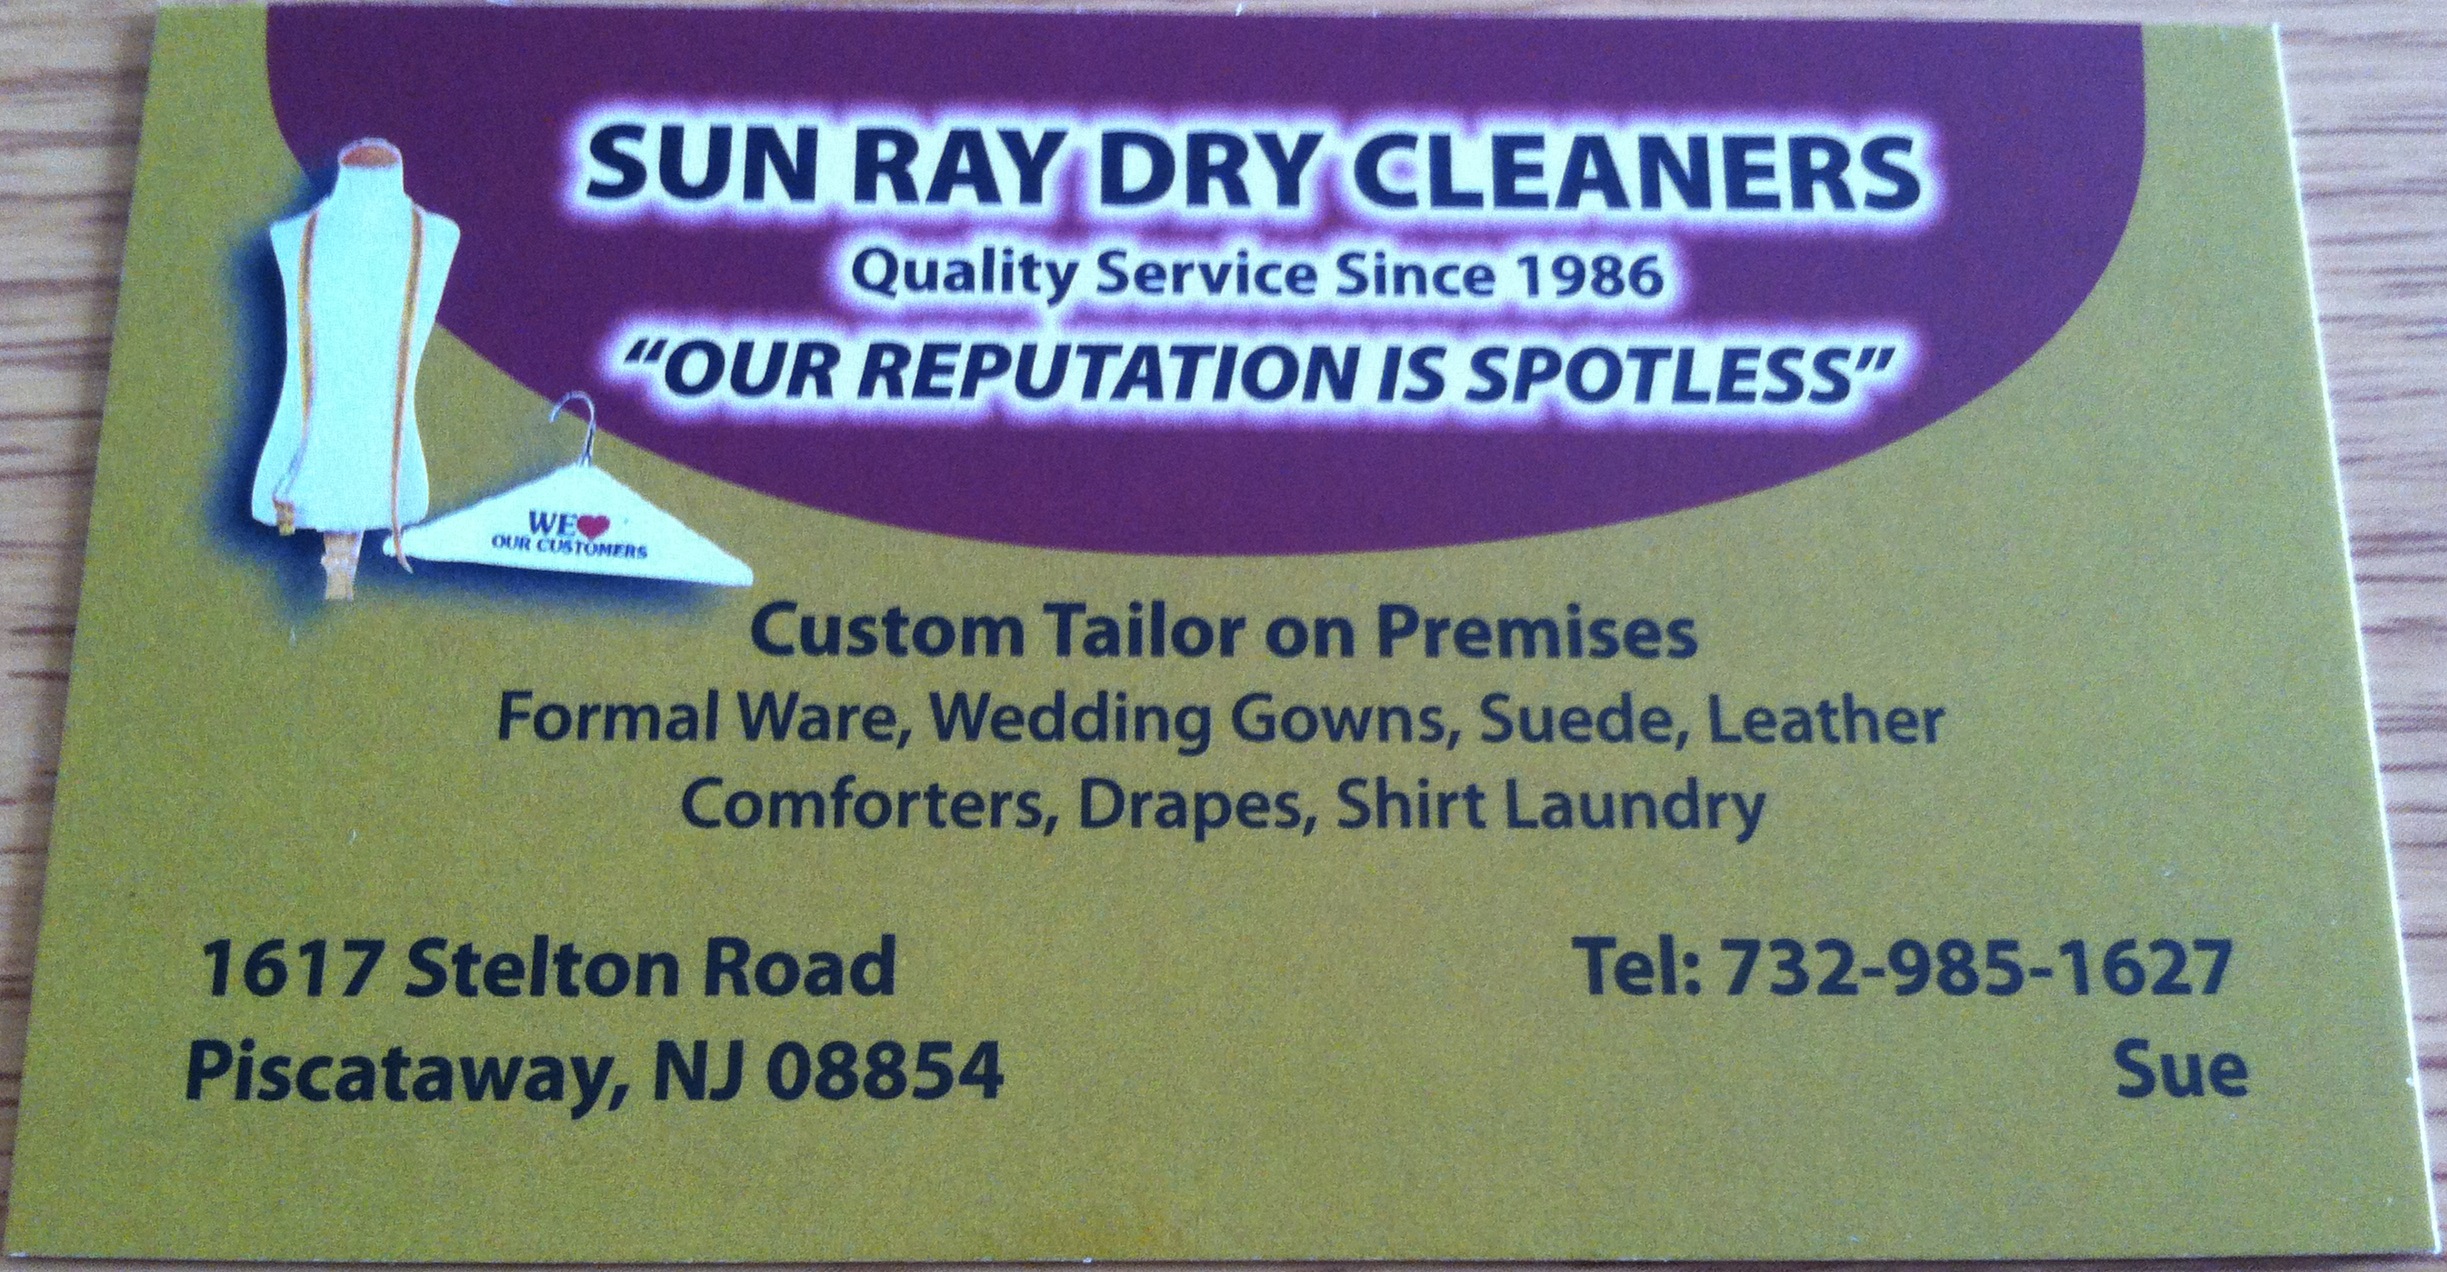 SUN RAY DRY CLEANERS
Quality Service Since 1986
"OUR REPUTATION IS SPOTLESS"
WE ❤
OUR CUSTOMERS
Custom Tailor on Premises
Formal Ware, Wedding Gowns, Suede, Leather
Comforters, Drapes, Shirt Laundry
1617 Stelton Road
Piscataway, NJ 08854
Tel: 732-985-1627
Sue